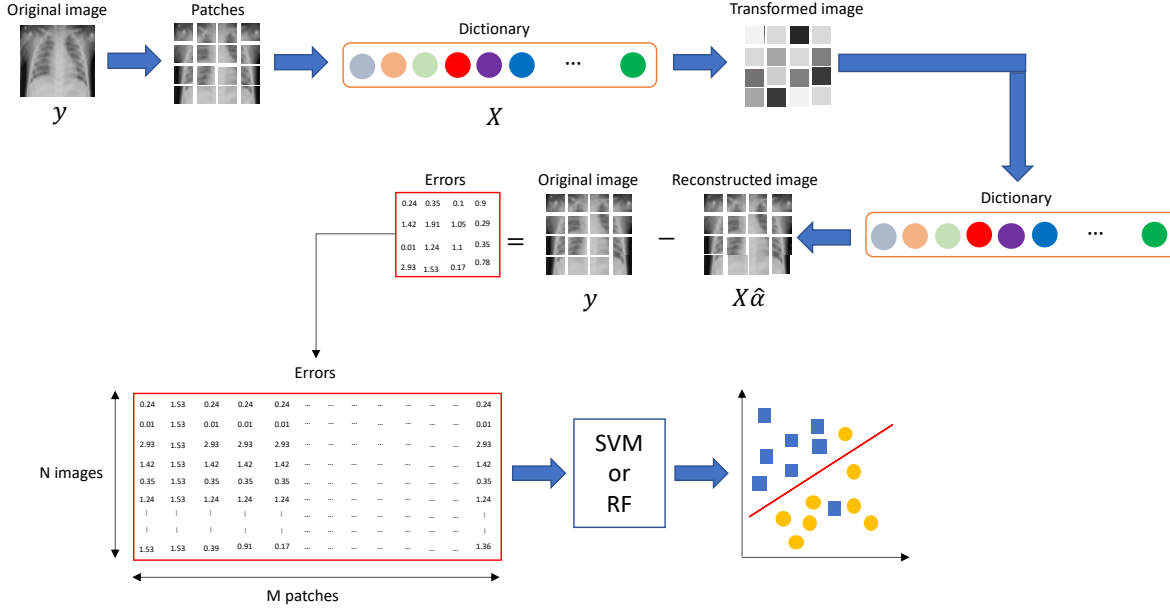 Original image
Patches
Dictionary
Transformed image
y
...
X
Errors
Original image
Reconstructed image
Dictionary
0.24 0.35 0.1 0.9
1.42 1.91 1.05 0.29
0.01 1.24 1.1 0.35
2.93 1.53 0.17 0.78
=
−
...
y
Xα̂
Errors
0.24 1.53 0.24 0.24 0.24 ... ... ... ... ... ... ... 0.24
0.01 1.53 0.01 0.01 0.01 ... ... ... ... ... ... ... 0.01
2.93 1.53 2.93 2.93 2.93 ... ... ... ... ... ... ... 2.93
1.42 1.53 1.42 1.42 1.42 ... ... ... ... ... ... ... 1.42
0.35 1.53 0.35 0.35 0.35 ... ... ... ... ... ... ... 0.35
1.24 1.53 1.24 1.24 1.24 ... ... ... ... ... ... ... 1.24
1.53 1.53 0.39 0.91 0.17 ... ... ... ... ... ... ... 1.36
N images
M patches
SVM
or
RF